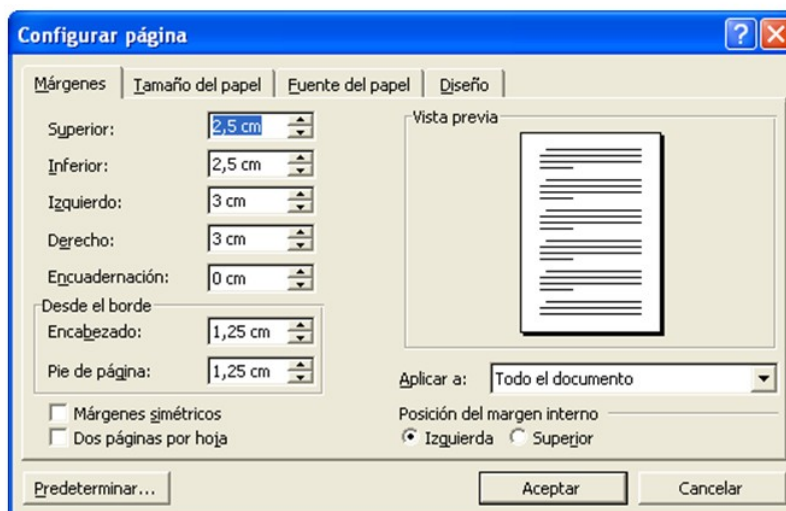 Configurar página
Márgenes Tamaño del papel Fuente del papel Diseño
Superior: 2,5 cm
Inferior: 2,5 cm
Izquierdo: 3 cm
Derecho: 3 cm
Encuadernación: 0 cm
Desde el borde
Encabezado: 1,25 cm
Pie de página: 1,25 cm
Márgenes simétricos
Dos páginas por hoja
Vista previa
Aplicar a: Todo el documento
Posición del margen interno
Izquierda Superior
Predeterminar... Aceptar Cancelar